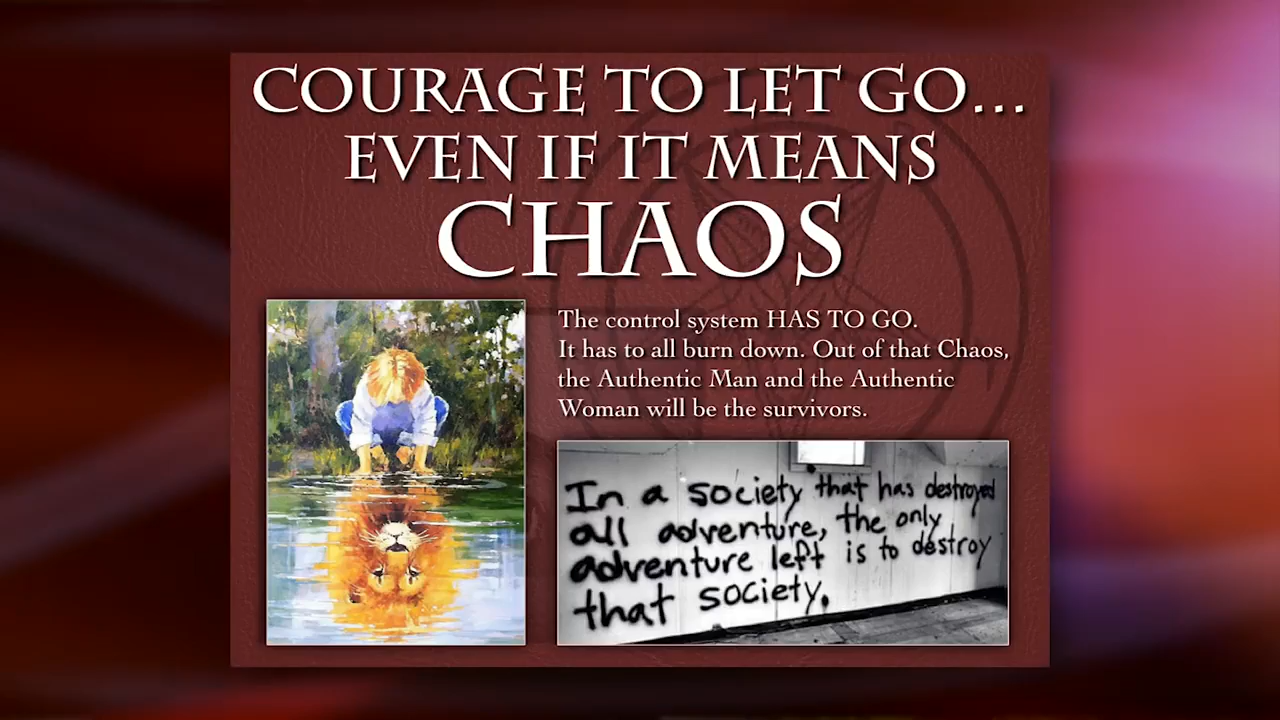 COURAGE TO LET GO...
EVEN IF IT MEANS
CHAOS
The control system HAS TO GO.
It has to all burn down. Out of that Chaos,
the Authentic Man and the Authentic
Woman will be the survivors.
In a society that has destroyed
all adventure, the only
adventure left is to destroy
that society.